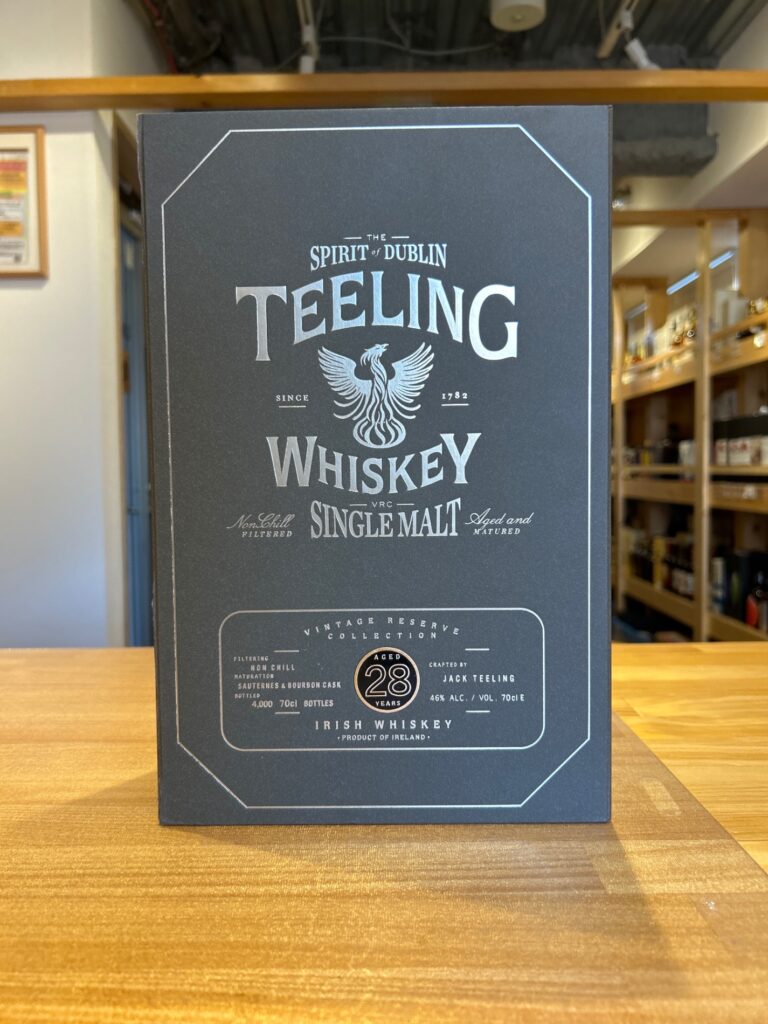 THE
SPIRIT of DUBLIN
TEELING
SINCE 1782
WHISKEY
VRC
Non Chill SINGLE MALT Aged and
FILTERED MATURED
VINTAGE RESERVE
COLLECTION
FILTERING
NON CHILL
MATURATION
SAUTERNES & BOURBON CASK
BOTTLED
4,000 70cl BOTTLES
AGED
28
YEARS
CRAFTED BY
JACK TEELING
46% ALC. / VOL. 70cl E
IRISH WHISKEY
• PRODUCT OF IRELAND •